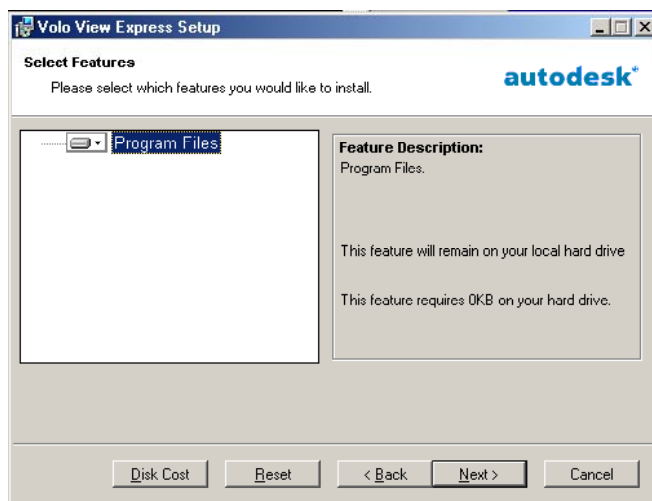 Volo View Express Setup
Select Features
Please select which features you would like to install.
autodesk
Program Files
Feature Description:
Program Files.
This feature will remain on your local hard drive
This feature requires 0KB on your hard drive.
Disk Cost
Reset
< Back
Next >
Cancel